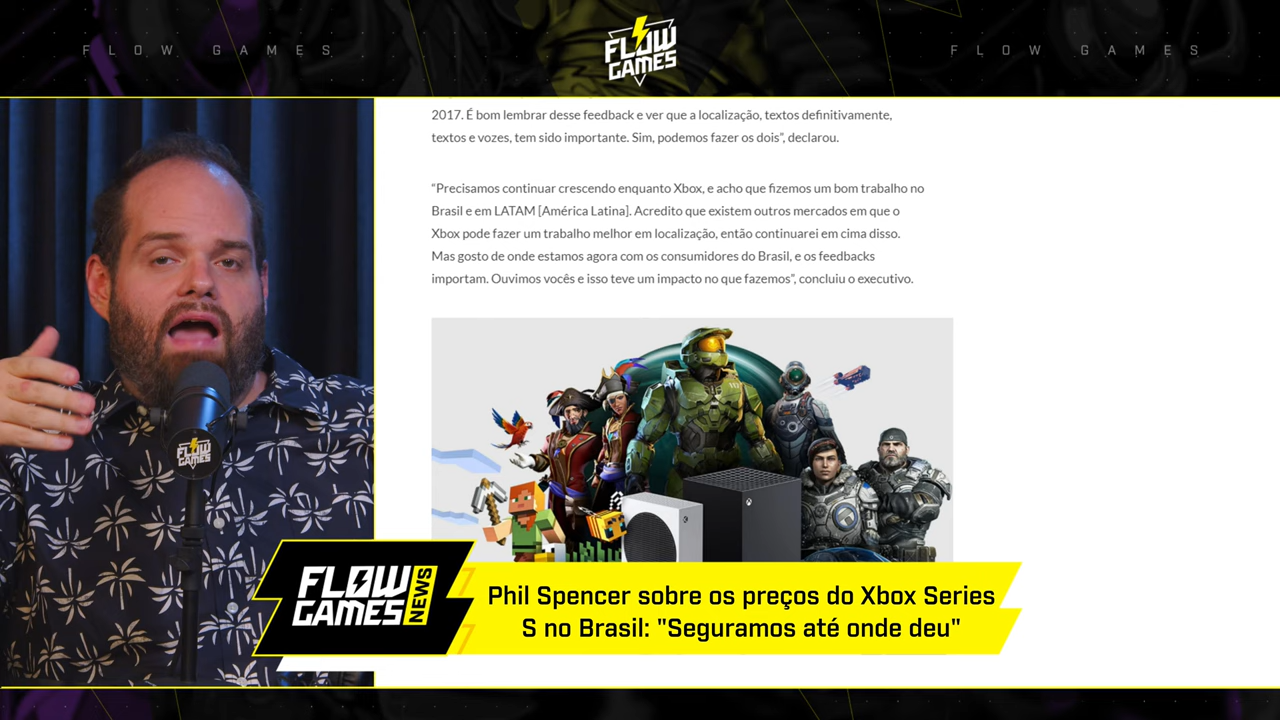 FLOW GAMES
FLOW
GAMES
FLOW GAMES
2017. É bom lembrar desse feedback e ver que a localização, textos definitivamente,
textos e vozes, tem sido importante. Sim, podemos fazer os dois”, declarou.
“Precisamos continuar crescendo enquanto Xbox, e acho que fizemos um bom trabalho no
Brasil e em LATAM [América Latina]. Acredito que existem outros mercados em que o
Xbox pode fazer um trabalho melhor em localização, então continuarei em cima disso.
Mas gosto de onde estamos agora com os consumidores do Brasil, e os feedbacks
importam. Ouvimos vocês e isso teve um impacto no que fazemos”, concluiu o executivo.
FLOW
GAMES
FLOW
GAMES
NEWS
Phil Spencer sobre os preços do Xbox Series
S no Brasil: "Seguramos até onde deu"